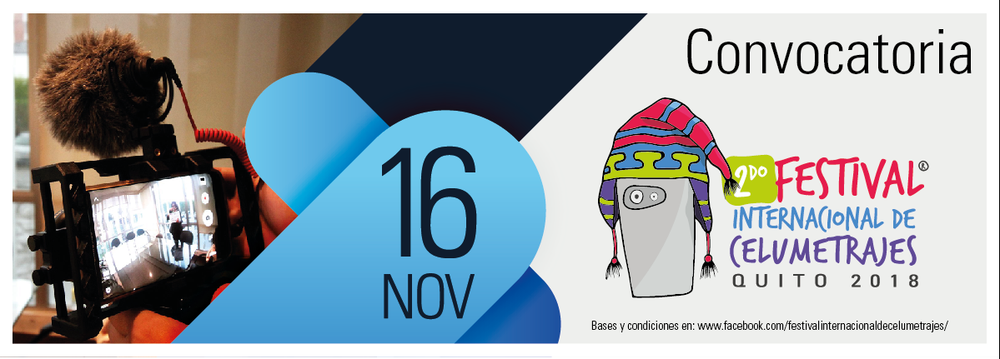 Convocatoria
16
NOV
2DO FESTIVAL®
INTERNACIONAL DE
CELUMETRAJES
QUITO 2018
Bases y condiciones en: www.facebook.com/festivalinternacionaldecelumetrajes/